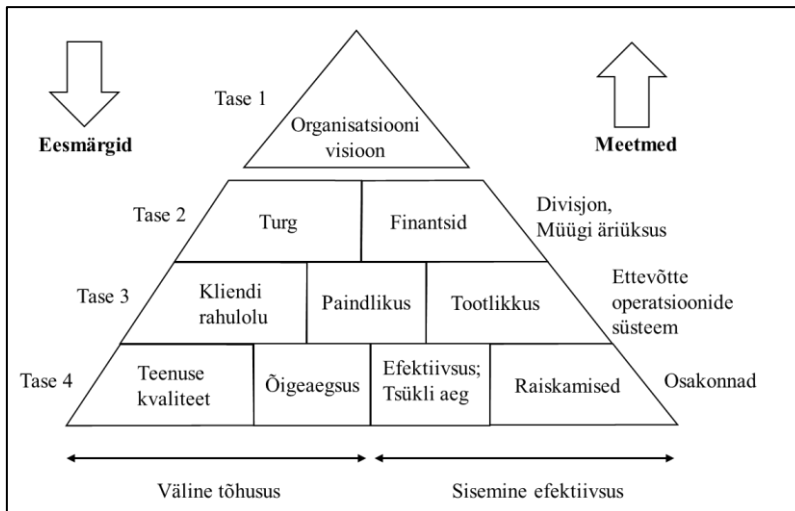 Tase 1
Eesmärgid
Organisatsiooni
visioon
Meetmed
Tase 2
Turg
Finantsid
Divisjon,
Müügi äriüksus
Tase 3
Kliendi
rahulolu
Paindlikus
Tootlikkus
Ettevõtte
operatsioonide
süsteem
Tase 4
Teenuse
kvaliteet
Õigeaegsus
Efektiivsus;
Tsükli aeg
Raiskamised
Osakonnad
Väline tõhusus
Sisemine efektiivsus